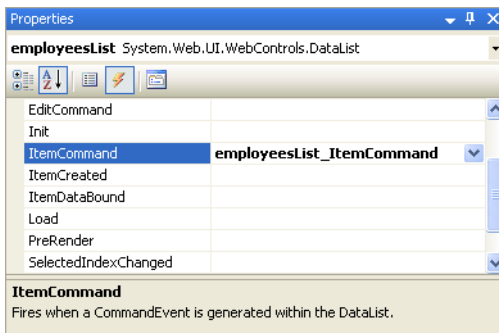 Properties
employeesList System.Web.UI.WebControls.DataList
EditCommand
Init
ItemCommand employeesList_ItemCommand
ItemCreated
ItemDataBound
Load
PreRender
SelectedIndexChanged
ItemCommand
Fires when a CommandEvent is generated within the DataList.